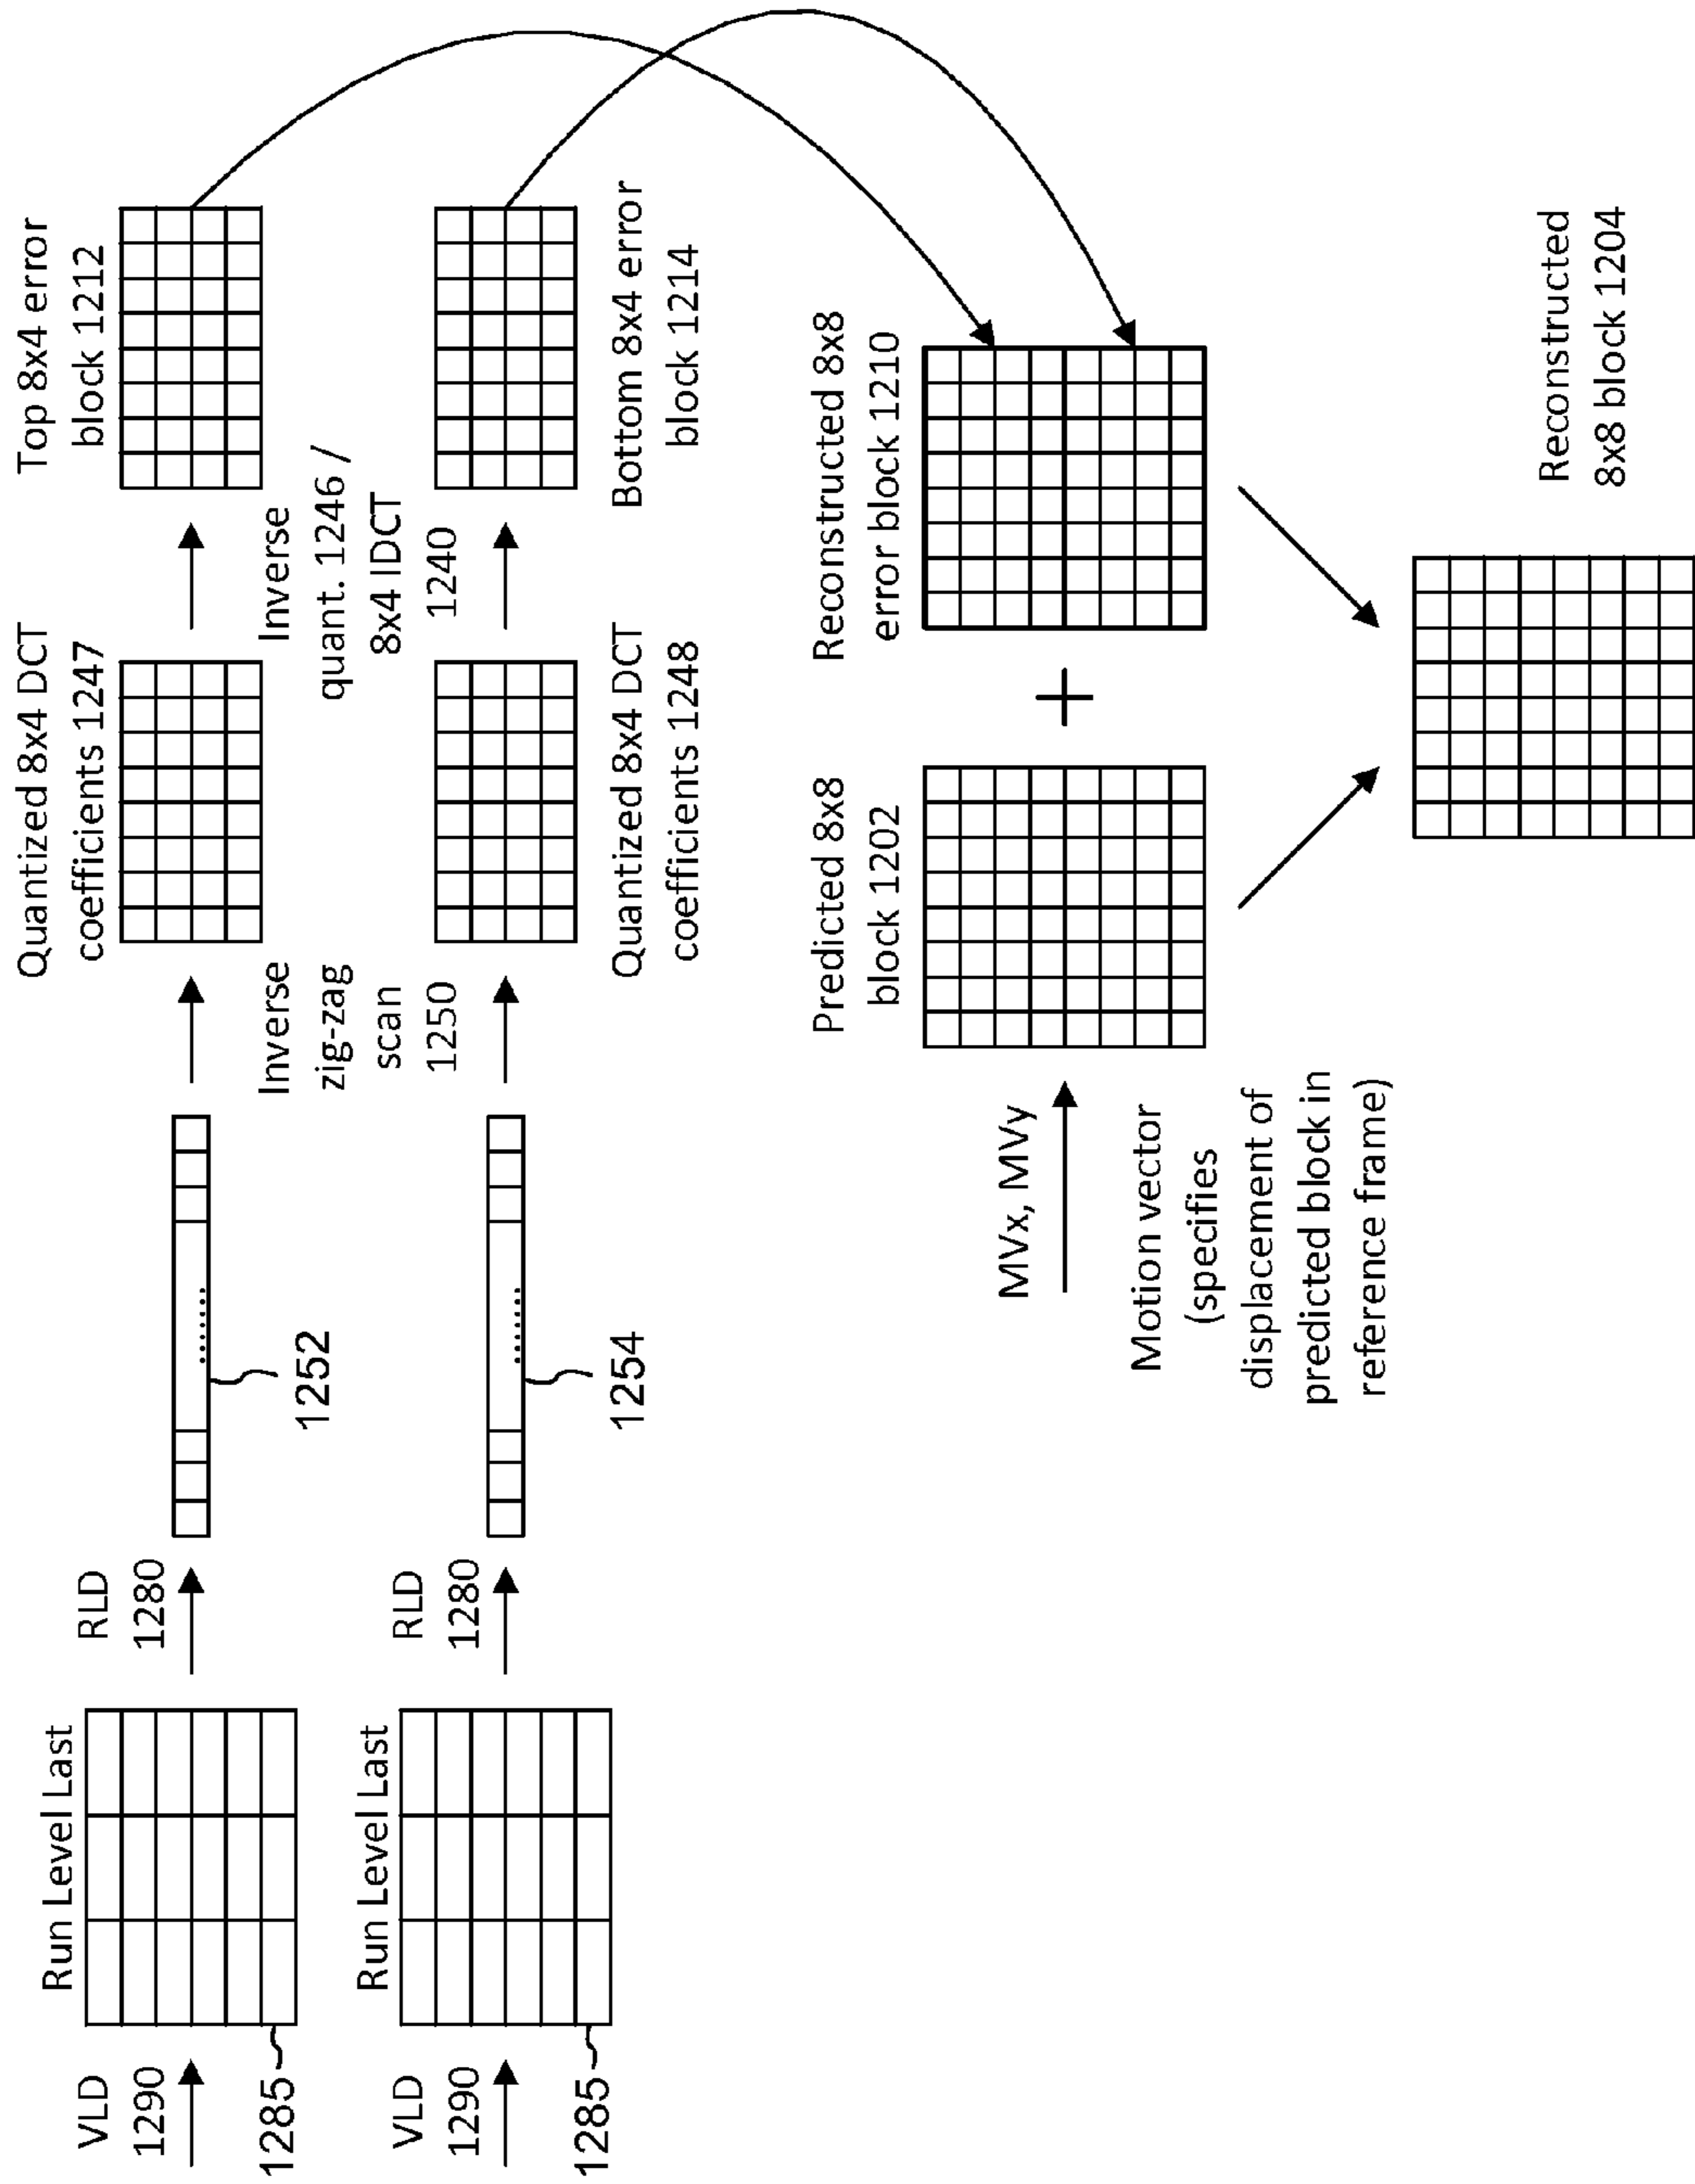 VLD
1290
1285
Run Level Last
RLD
1280
1252
Inverse
zig-zag
scan
1250
Quantized 8x4 DCT
coefficients 1247
Inverse
quant. 1246 /
8x4 IDCT
1240
Top 8x4 error
block 1212
VLD
1290
1285
Run Level Last
RLD
1280
1254
Quantized 8x4 DCT
coefficients 1248
Bottom 8x4 error
block 1214
MVx, MVy
Motion vector
(specifies
displacement of
predicted block in
reference frame)
Predicted 8x8
block 1202
+
Reconstructed 8x8
error block 1210
Reconstructed
8x8 block 1204